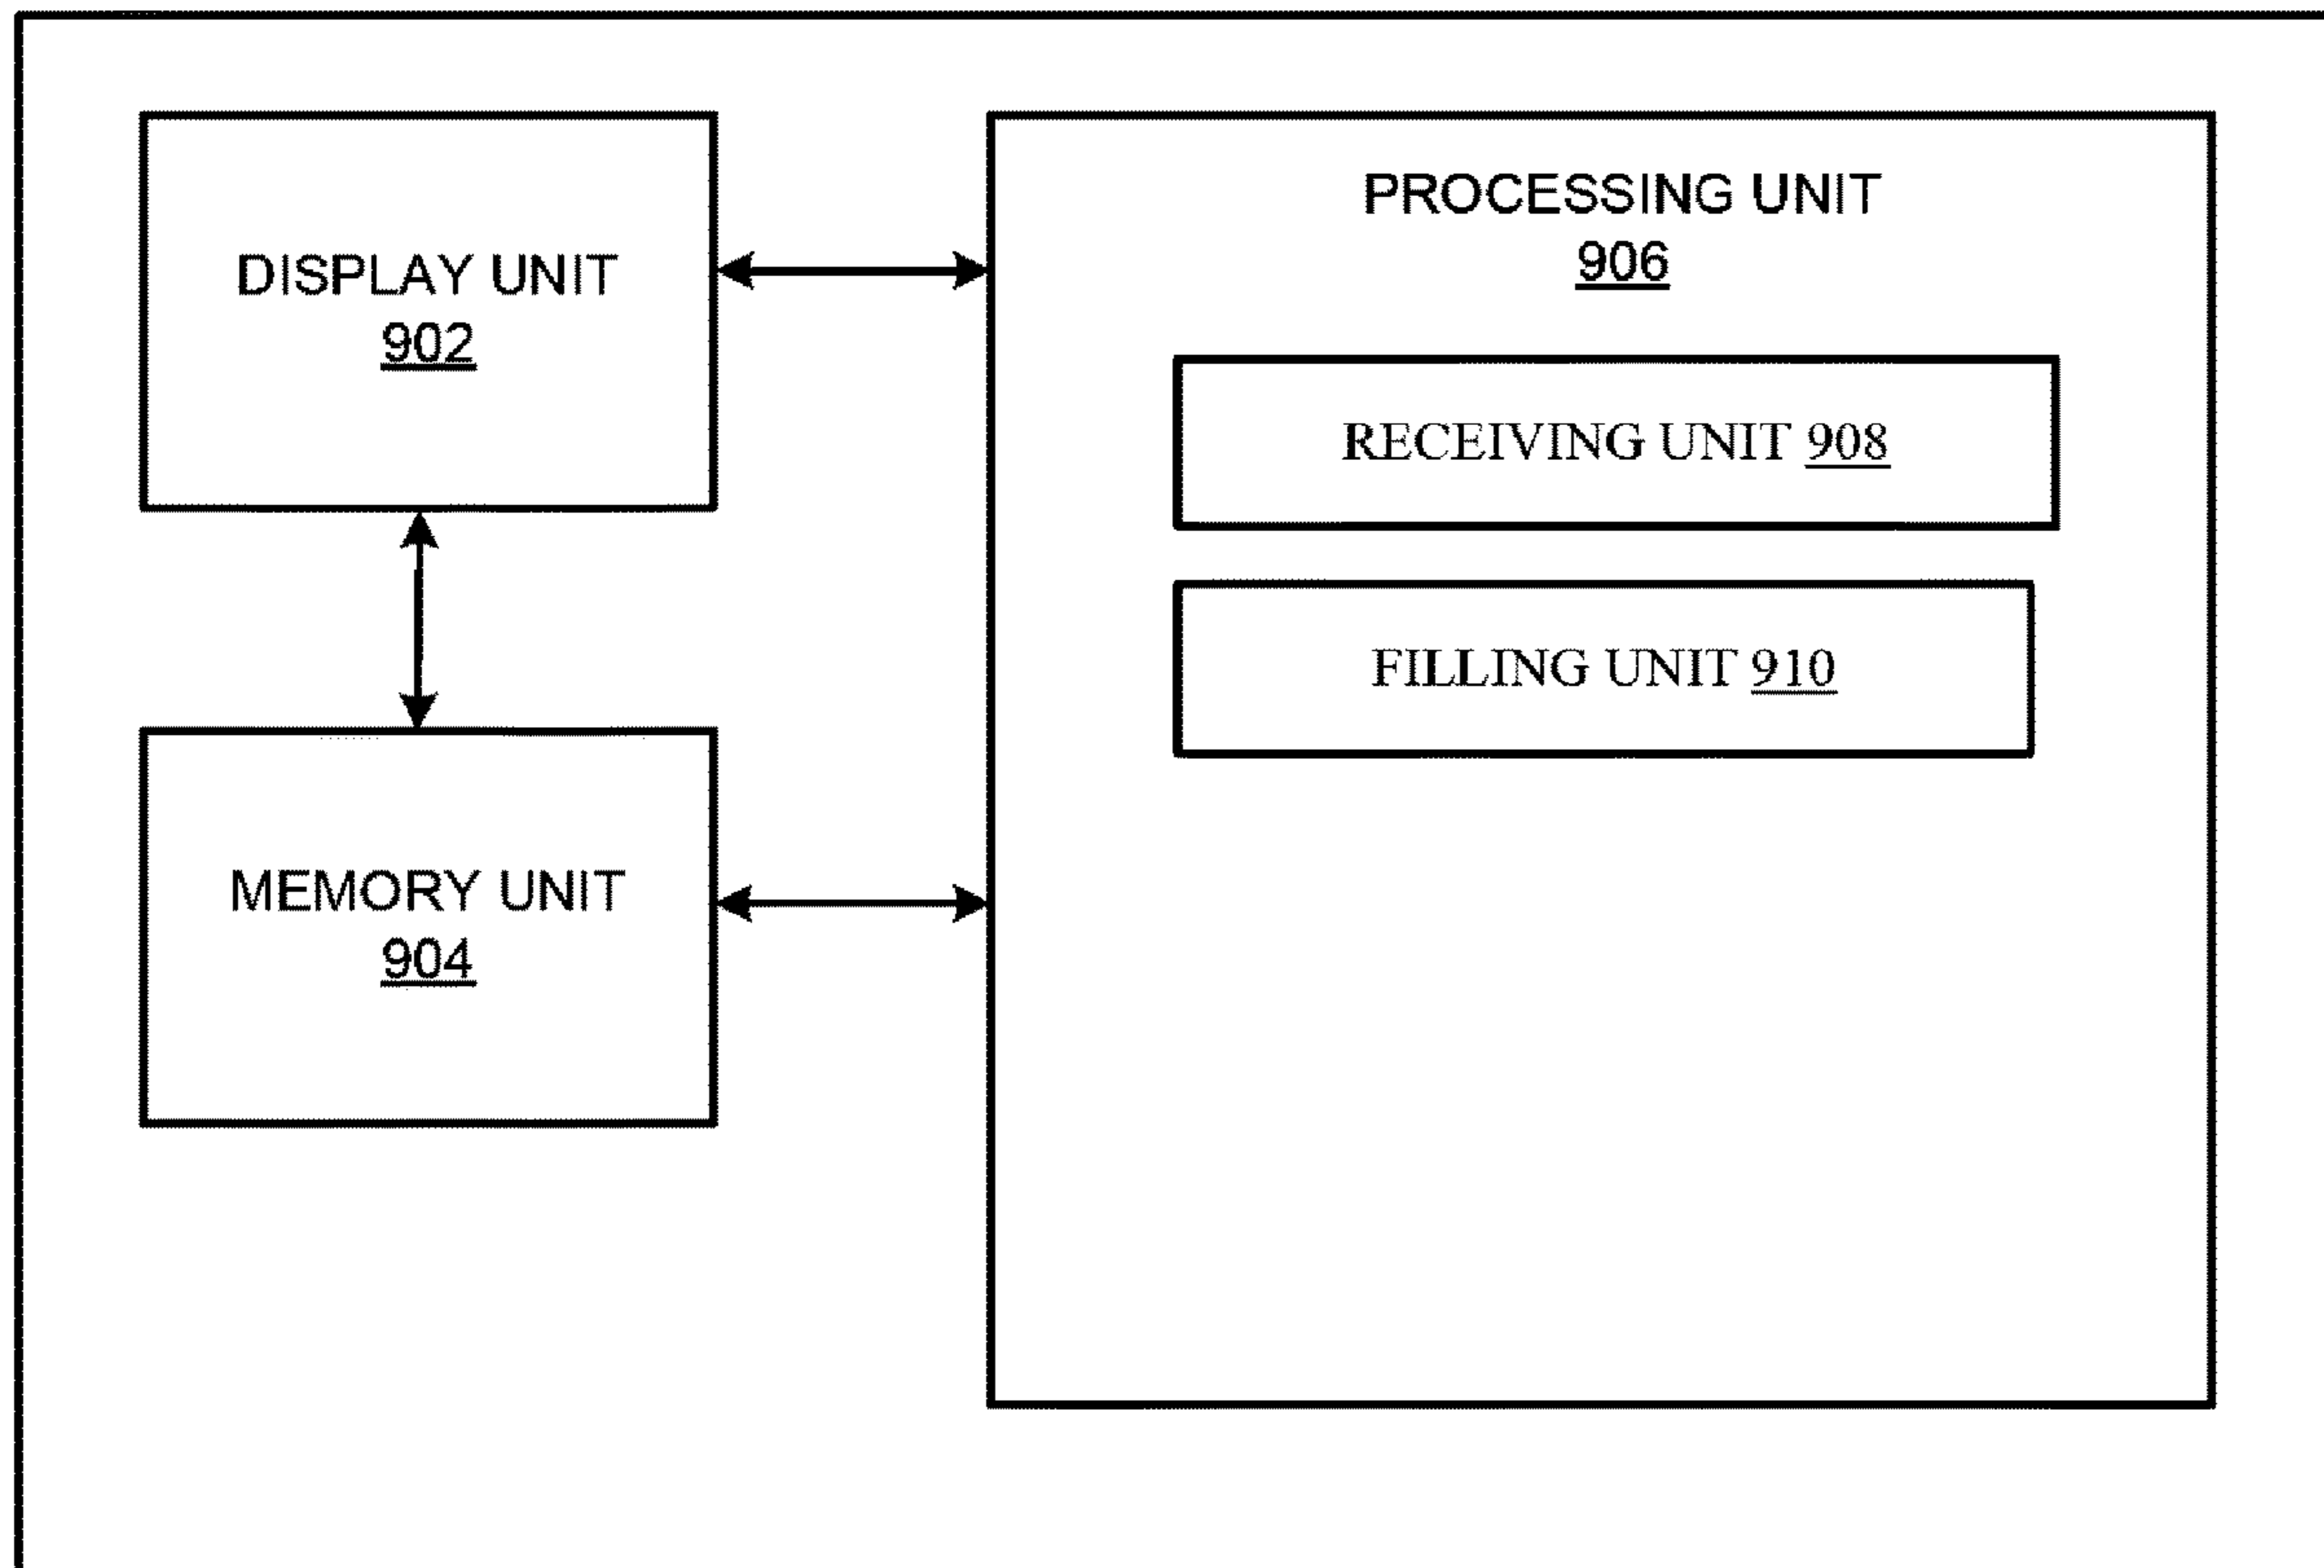 DISPLAY UNIT
902
PROCESSING UNIT
906
RECEIVING UNIT 908
FILLING UNIT 910
MEMORY UNIT
904